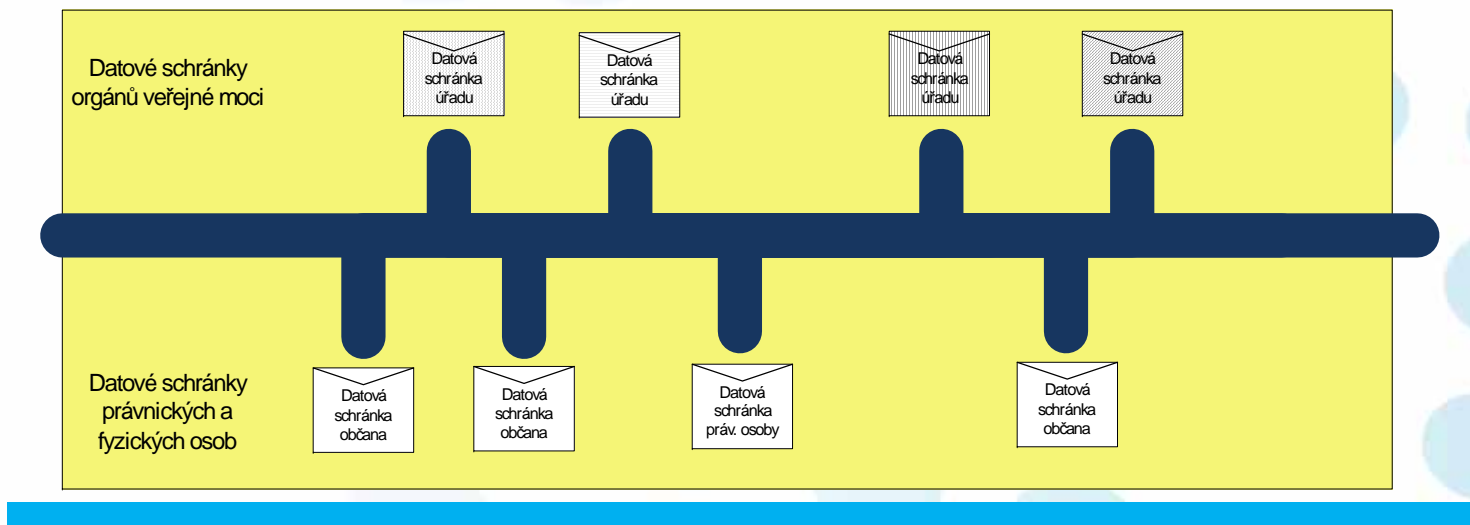 Datové schránky
orgánů veřejné moci
Datová
schránka
úřadu
Datová
schránka
úřadu
Datová
schránka
úřadu
Datová
schránka
úřadu
Datové schránky
právnických a
fyzických osob
Datová
schránka
občana
Datová
schránka
občana
Datová
schránka
práv. osoby
Datová
schránka
občana